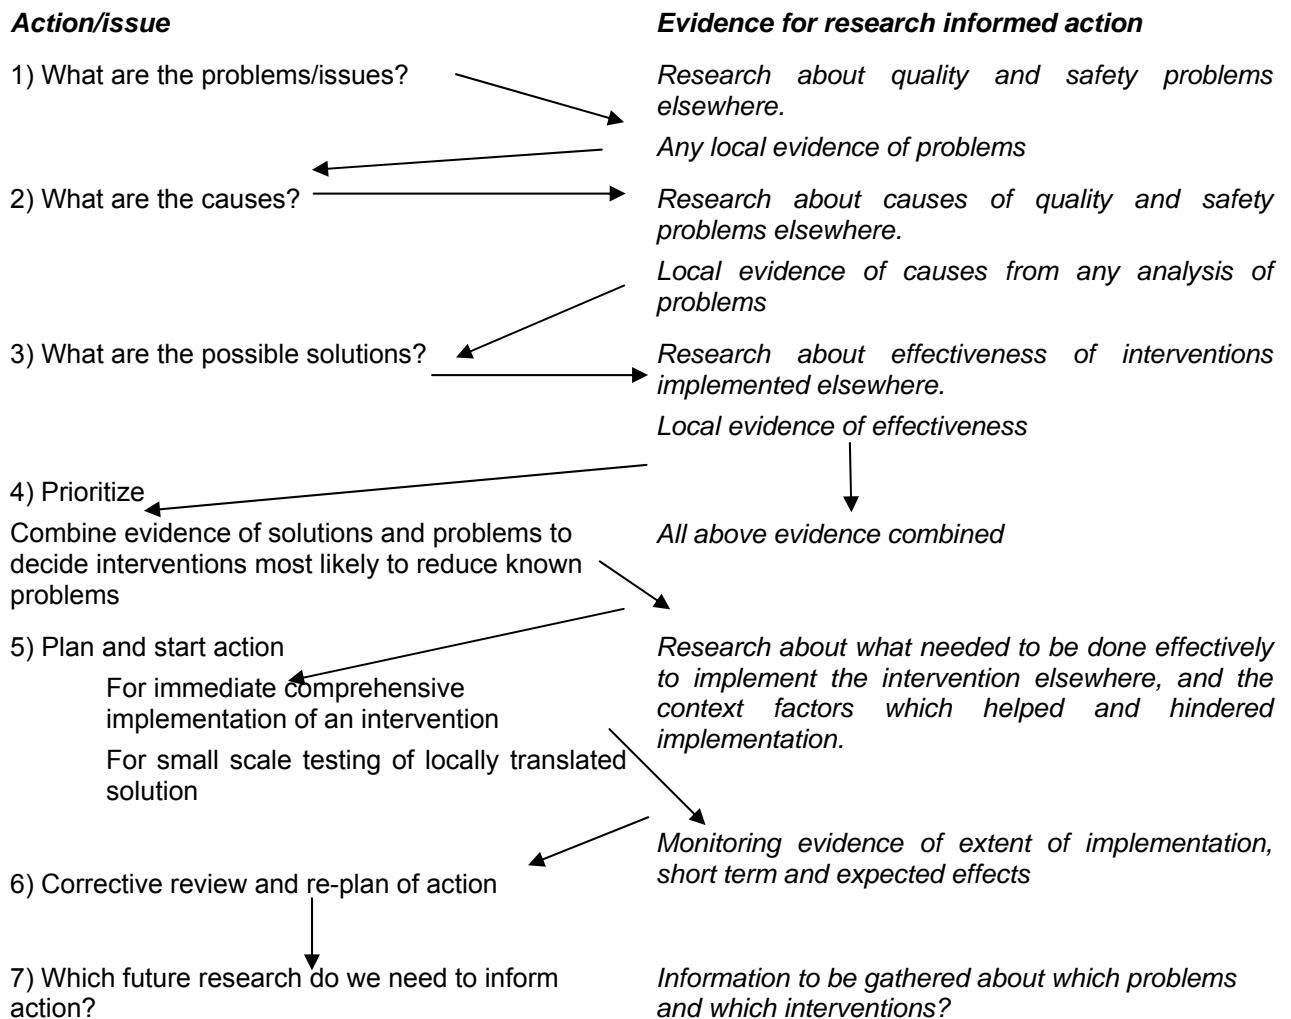 Action/issue
Evidence for research informed action
1) What are the problems/issues?
Research about quality and safety problems
elsewhere.
Any local evidence of problems
2) What are the causes?
Research about causes of quality and safety
problems elsewhere.
Local evidence of causes from any analysis of
problems
3) What are the possible solutions?
Research about effectiveness of interventions
implemented elsewhere.
Local evidence of effectiveness
4) Prioritize
Combine evidence of solutions and problems to
decide interventions most likely to reduce known
problems
All above evidence combined
5) Plan and start action
For immediate comprehensive
implementation of an intervention
For small scale testing of locally translated
solution
Research about what needed to be done effectively
to implement the intervention elsewhere, and the
context factors which helped and hindered
implementation.
Monitoring evidence of extent of implementation,
short term and expected effects
6) Corrective review and re-plan of action
7) Which future research do we need to inform
action?
Information to be gathered about which problems
and which interventions?